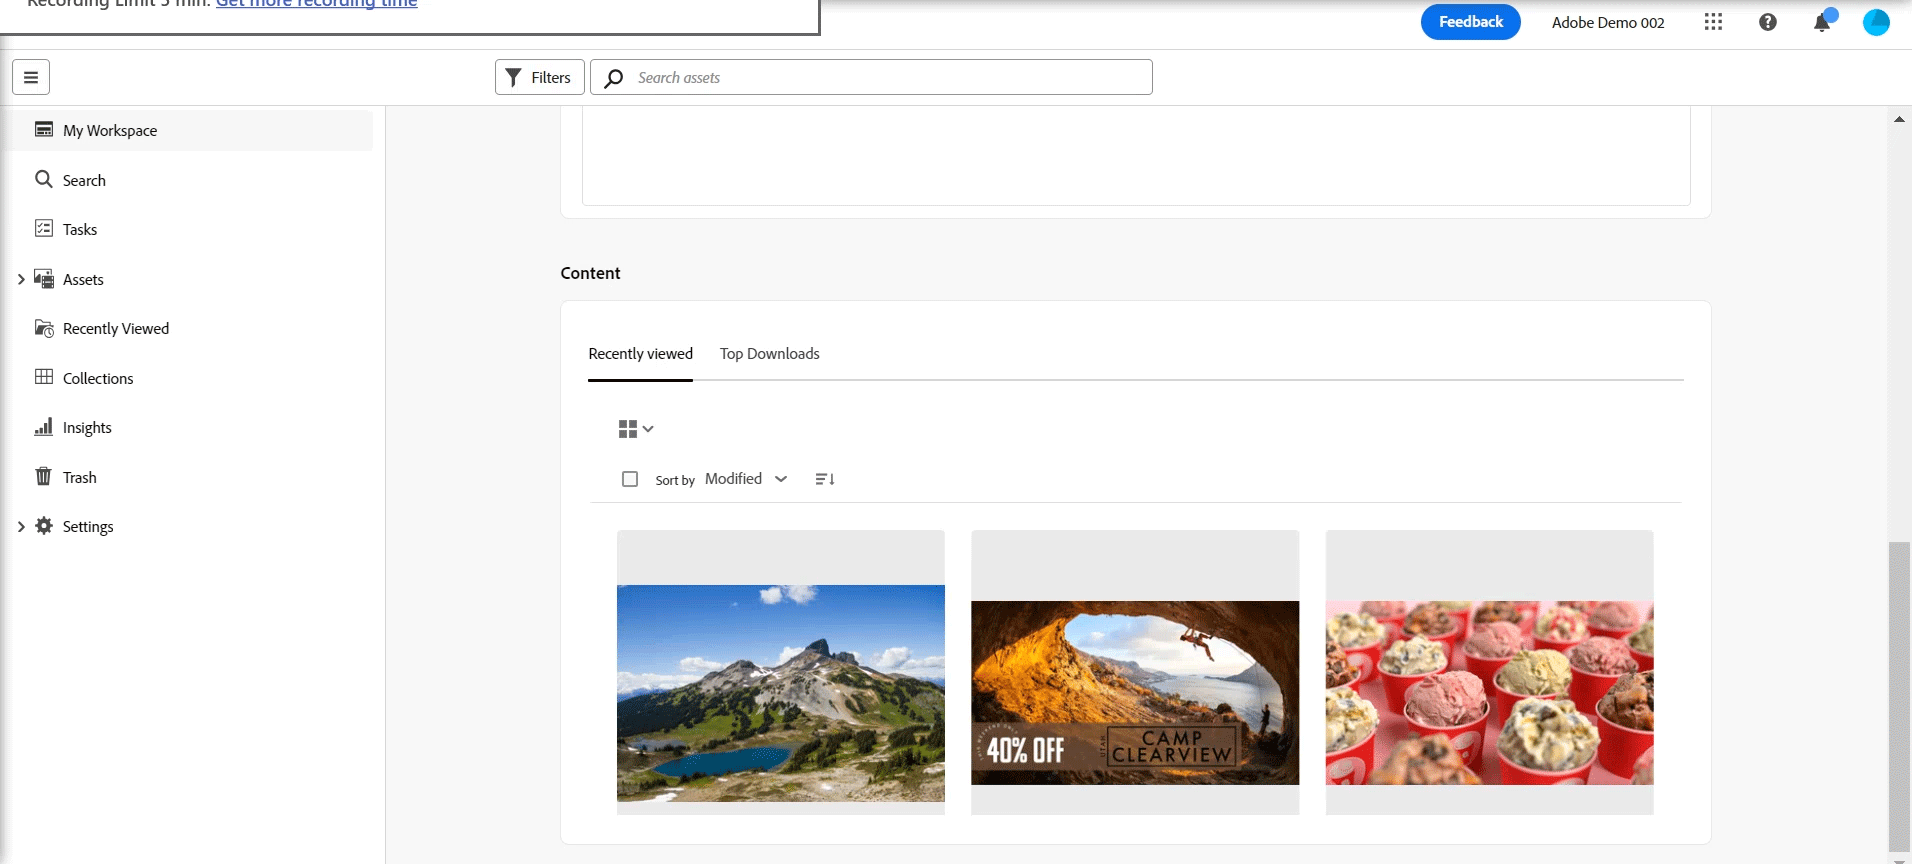 Recording Limit 5 min. Get more recording time
Feedback
Adobe Demo 002
Filters
Search assets
My Workspace
Search
Tasks
Assets
Recently Viewed
Collections
Insights
Trash
Settings
Content
Recently viewed
Top Downloads
Sort by Modified
40% OFF
UTAH
CAMP
CLEARVIEW